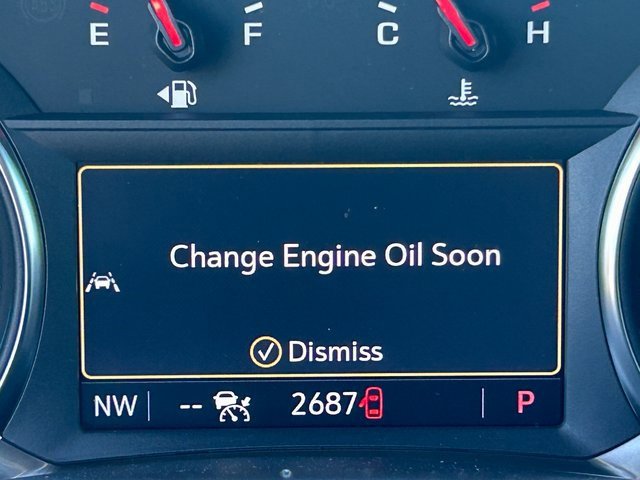 E F C H
Change Engine Oil Soon
Dismiss
NW -- 2687 P